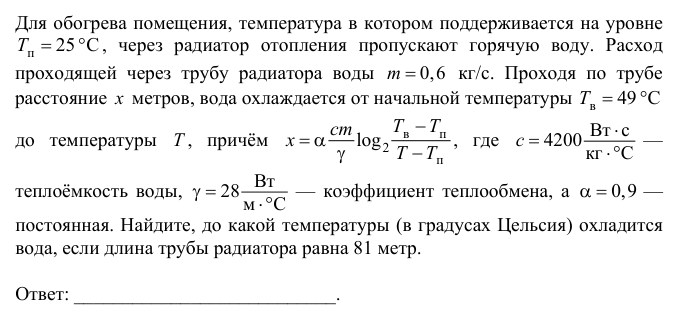 Для обогрева помещения, температура в котором поддерживается на уровне
Tп = 25 °C, через радиатор отопления пропускают горячую воду. Расход
проходящей через трубу радиатора воды m = 0,6 кг/с. Проходя по трубе
расстояние x метров, вода охлаждается от начальной температуры Tв = 49 °C
до температуры T, причём x = α cm/γ log₂ (Tв − Tп)/(T − Tп), где c = 4200 (Вт · с)/(кг · °C) —
теплоёмкость воды, γ = 28 Вт/(м · °C) — коэффициент теплообмена, а α = 0,9 —
постоянная. Найдите, до какой температуры (в градусах Цельсия) охладится
вода, если длина трубы радиатора равна 81 метр.
Ответ: ____________________________.